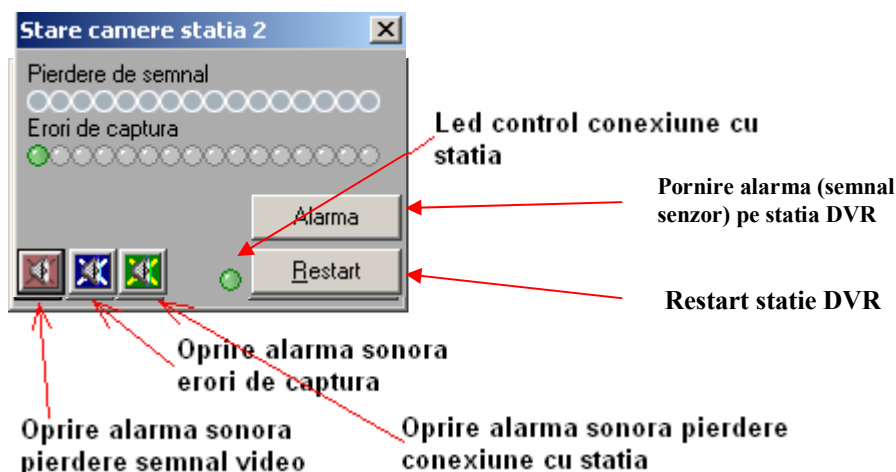 Stare camere statia 2
Pierdere de semnal
Erori de captura
Led control conexiune cu
statia
Alarma
Pornire alarma (semnal
senzor) pe statia DVR
Restart
Restart statie DVR
Oprire alarma sonora
erori de captura
Oprire alarma sonora
pierdere semnal video
Oprire alarma sonora pierdere
conexiune cu statia